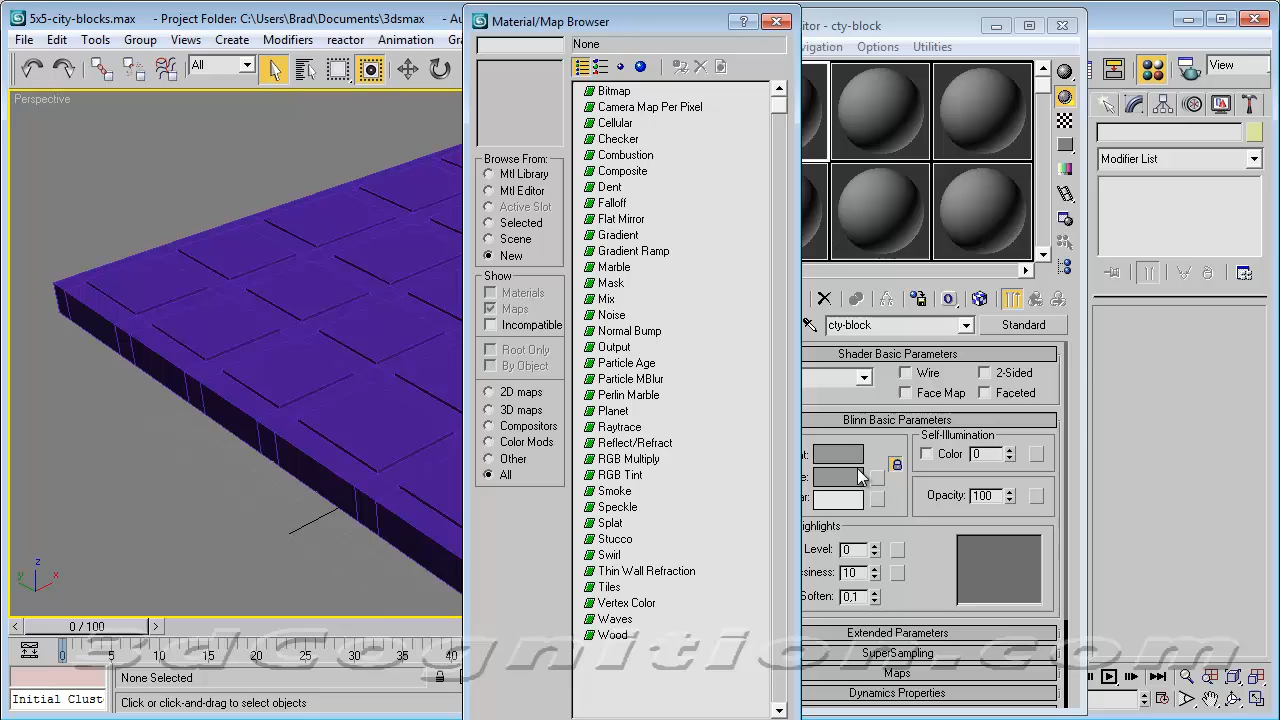 5x5-city-blocks.max - Project Folder: C:\Users\Brad\Documents\3dsmax - Au
File Edit Tools Group Views Create Modifiers reactor Animation Gra
All
View
Perspective
Material/Map Browser
None
Browse From:
Mtl Library
Mtl Editor
Active Slot
Selected
Scene
New
Show
Materials
Maps
Incompatible
Root Only
By Object
2D maps
3D maps
Compositors
Color Mods
Other
All
Bitmap
Camera Map Per Pixel
Cellular
Checker
Combustion
Composite
Dent
Falloff
Flat Mirror
Gradient
Gradient Ramp
Marble
Mask
Mix
Noise
Normal Bump
Output
Particle Age
Particle MBlur
Perlin Marble
Planet
Raytrace
Reflect/Refract
RGB Multiply
RGB Tint
Smoke
Speckle
Splat
Stucco
Swirl
Thin Wall Refraction
Tiles
Vertex Color
Waves
Wood
itor - cty-block
vigation Options Utilities
cty-block
Standard
Shader Basic Parameters
Wire
2-Sided
Face Map
Faceted
Blinn Basic Parameters
Self-Illumination
Color 0
Opacity: 100
ighlights
Level: 0
ssiness: 10
Soften: 0,1
Extended Parameters
SuperSampling
Maps
Dynamics Properties
Modifier List
z
y
x
0 / 100
0 5 10 15 20 25 30 35 40
None Selected
Initial Clust
Click or click-and-drag to select objects
3dCognition.com